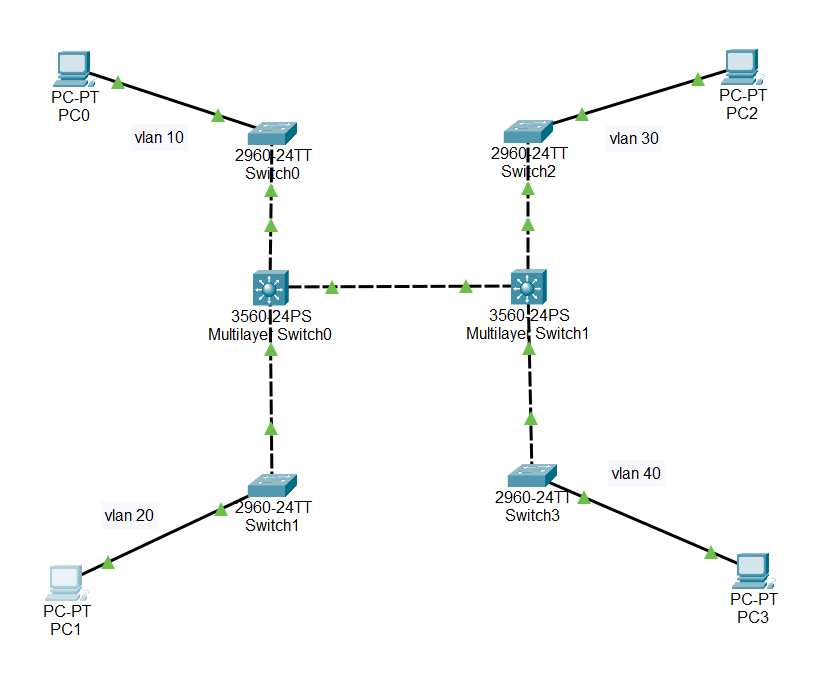 PC-PT
PC0
vlan 10
2960-24TT
Switch0
PC-PT
PC2
vlan 30
2960-24TT
Switch2
3560-24PS
Multilayer Switch0
3560-24PS
Multilayer Switch1
2960-24TT
Switch1
vlan 20
PC-PT
PC1
2960-24TT
Switch3
vlan 40
PC-PT
PC3